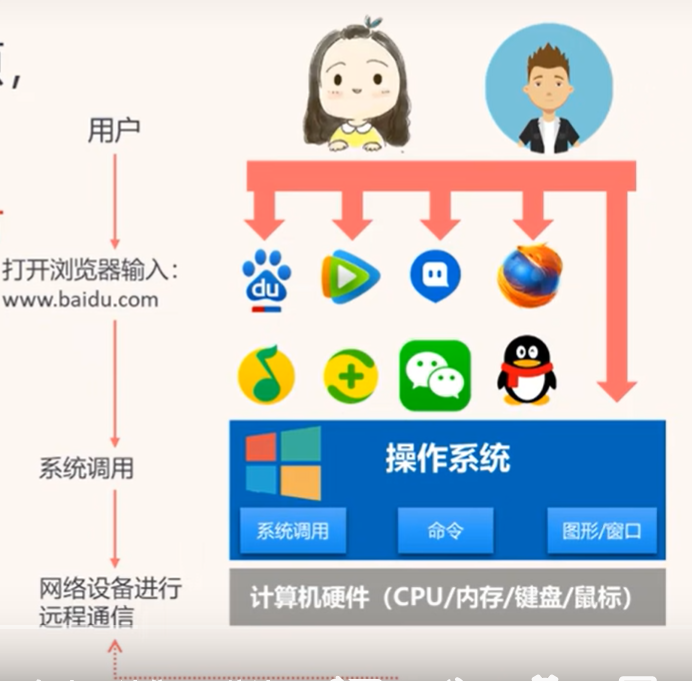 用户
打开浏览器输入：
www.baidu.com
系统调用
网络设备进行
远程通信
du
操作系统
系统调用
命令
图形/窗口
计算机硬件（CPU/内存/键盘/鼠标）